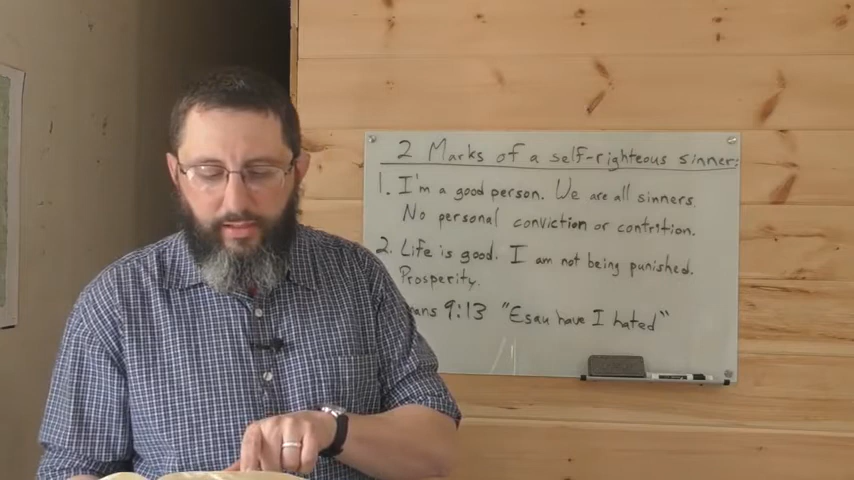 2 Marks of a self-righteous sinner:
1. I'm a good person. We are all sinners.
No personal conviction or contrition.
2. Life is good. I am not being punished.
Prosperity.
ans 9:13 "Esau have I hated"